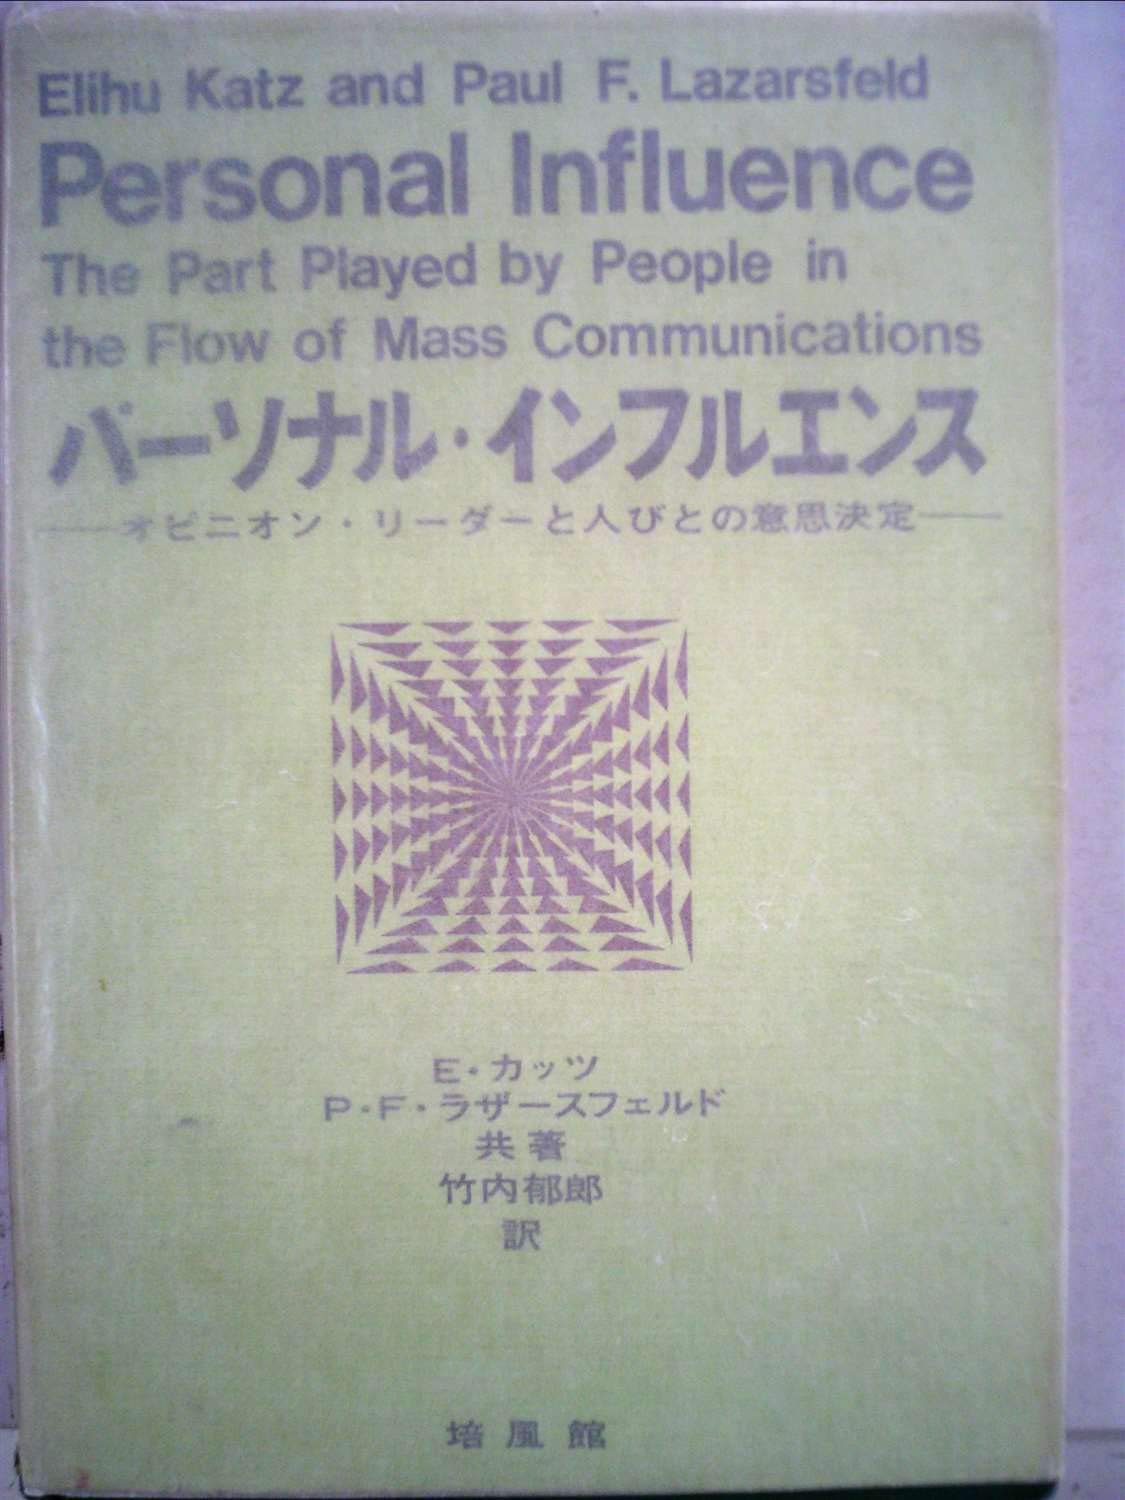 Elihu Katz and Paul F. Lazarsfeld
Personal Influence
The Part Played by People in
the Flow of Mass Communications
パーソナル・インフルエンス
——オピニオン・リーダーと人びとの意思決定——
E・カッツ
P・F・ラザースフェルド
共著
竹内郁郎
訳
培風館